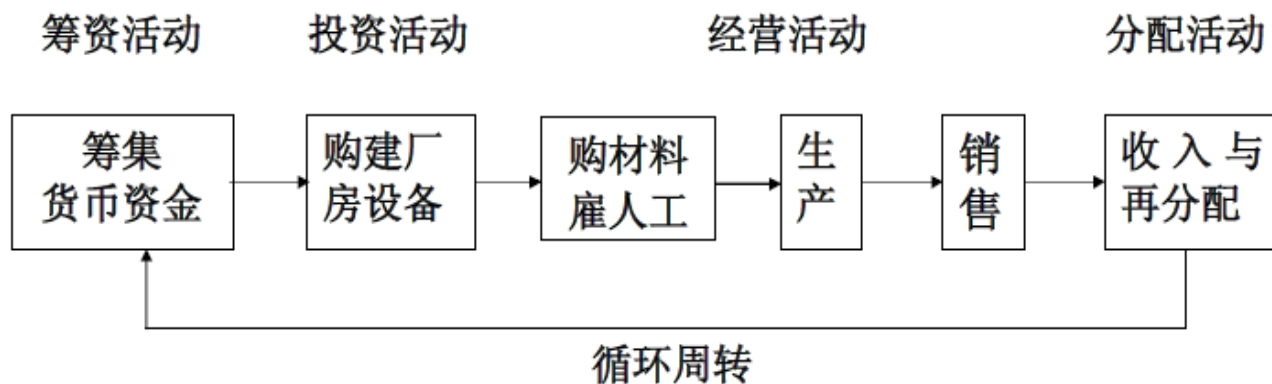 筹资活动 投资活动 经营活动 分配活动
筹集
货币资金
购建厂
房设备
购材料
雇人工
生
产
销
售
收入与
再分配
循环周转